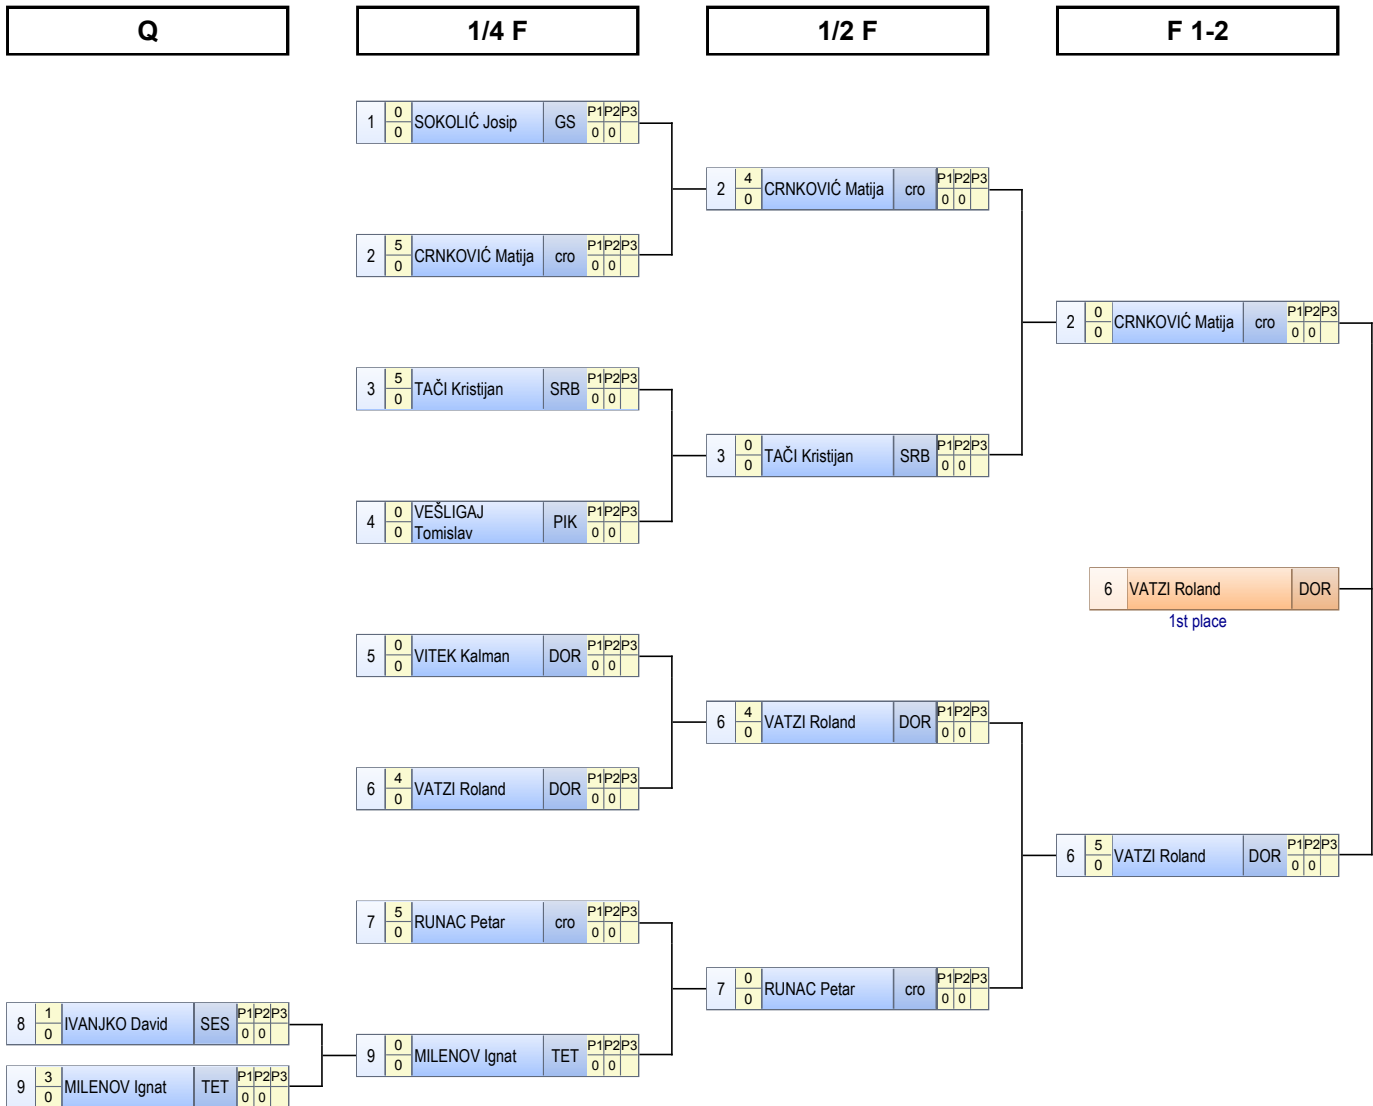 Q 1/4 F 1/2 F F 1-2
1 0 0 SOKOLIĆ Josip GS P1 P2 P3 0 0
2 4 0 CRNKOVIĆ Matija cro P1 P2 P3 0 0
2 5 0 CRNKOVIĆ Matija cro P1 P2 P3 0 0
2 0 0 CRNKOVIĆ Matija cro P1 P2 P3 0 0
3 5 0 TAČI Kristijan SRB P1 P2 P3 0 0
3 0 0 TAČI Kristijan SRB P1 P2 P3 0 0
4 0 0 VEŠLIGAJ Tomislav PIK P1 P2 P3 0 0
6 VATZI Roland DOR
1st place
5 0 0 VITEK Kalman DOR P1 P2 P3 0 0
6 4 0 VATZI Roland DOR P1 P2 P3 0 0
6 4 0 VATZI Roland DOR P1 P2 P3 0 0
6 5 0 VATZI Roland DOR P1 P2 P3 0 0
7 5 0 RUNAC Petar cro P1 P2 P3 0 0
7 0 0 RUNAC Petar cro P1 P2 P3 0 0
8 1 0 IVANJKO David SES P1 P2 P3 0 0
9 0 0 MILENOV Ignat TET P1 P2 P3 0 0
9 3 0 MILENOV Ignat TET P1 P2 P3 0 0